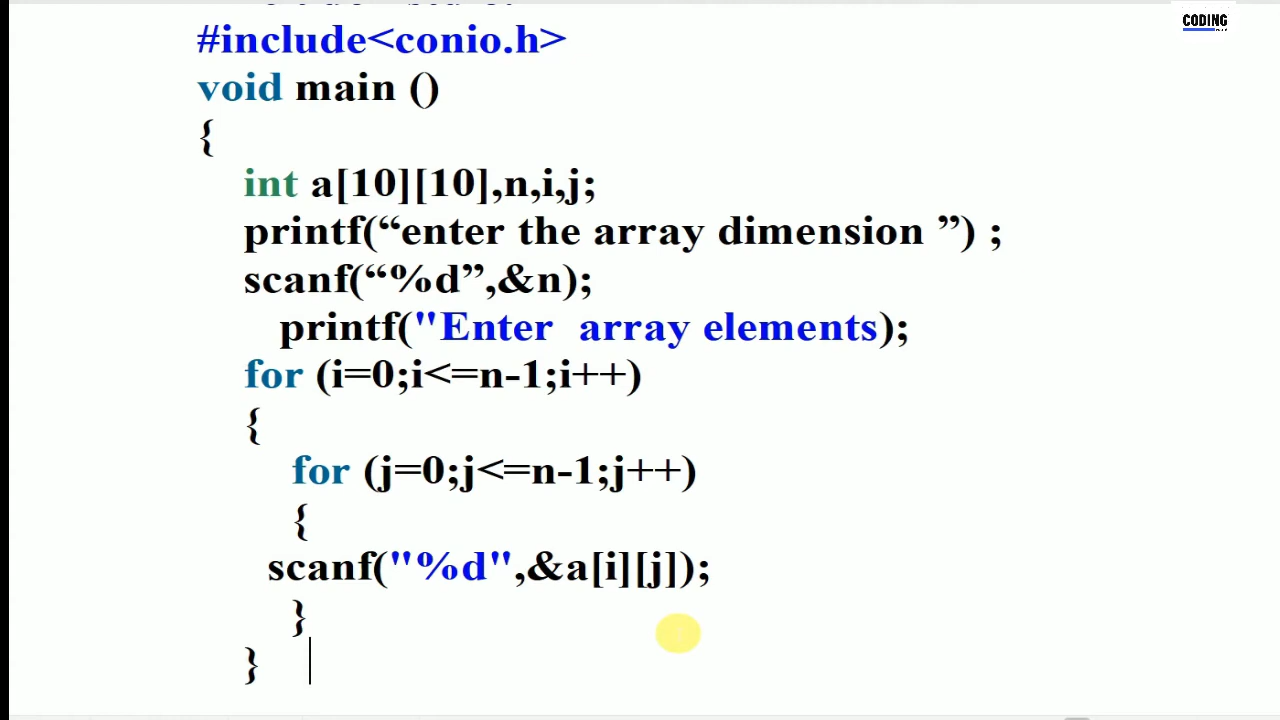 CODING
#include<conio.h>
void main ()
{
int a[10][10],n,i,j;
printf(“enter the array dimension ”) ;
scanf(“%d”,&n);
printf("Enter  array elements);
for (i=0;i<=n-1;i++)
{
for (j=0;j<=n-1;j++)
{
scanf("%d",&a[i][j]);
}
}